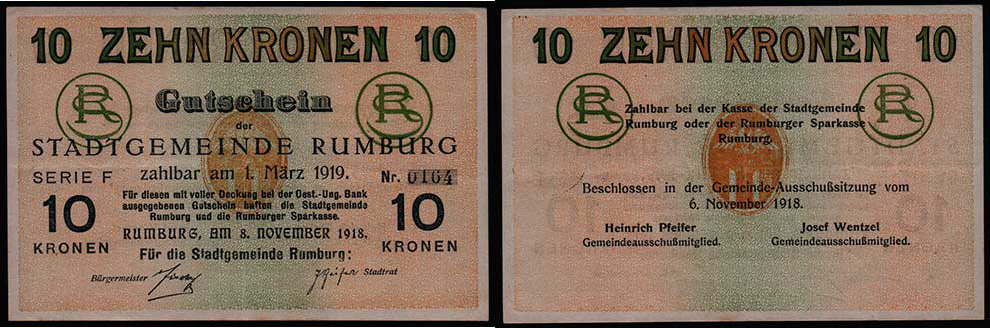 10 ZEHN KRONEN 10
RS
RS
Gutschein
der
STADTGEMEINDE RUMBURG
zahlbar am 1. März 1919.
SERIE F
Nr. 0164
10
KRONEN
Für diesen mit voller Deckung bei der Oest.-Ung. Bank
ausgegebenen Gutschein haften die Stadtgemeinde
Rumburg und die Rumburger Sparkasse.
10
KRONEN
RUMBURG, AM 8. NOVEMBER 1918.
Für die Stadtgemeinde Rumburg:
Bürgermeister
Stadtrat
10 ZEHN KRONEN 10
RS
RS
Zahlbar bei der Kasse der Stadtgemeinde
Rumburg oder der Rumburger Sparkasse
Rumburg.
Beschlossen in der Gemeinde-Ausschußsitzung vom
6. November 1918.
Heinrich Pfeifer
Gemeindeausschußmitglied.
Josef Wentzel
Gemeindeausschußmitglied.